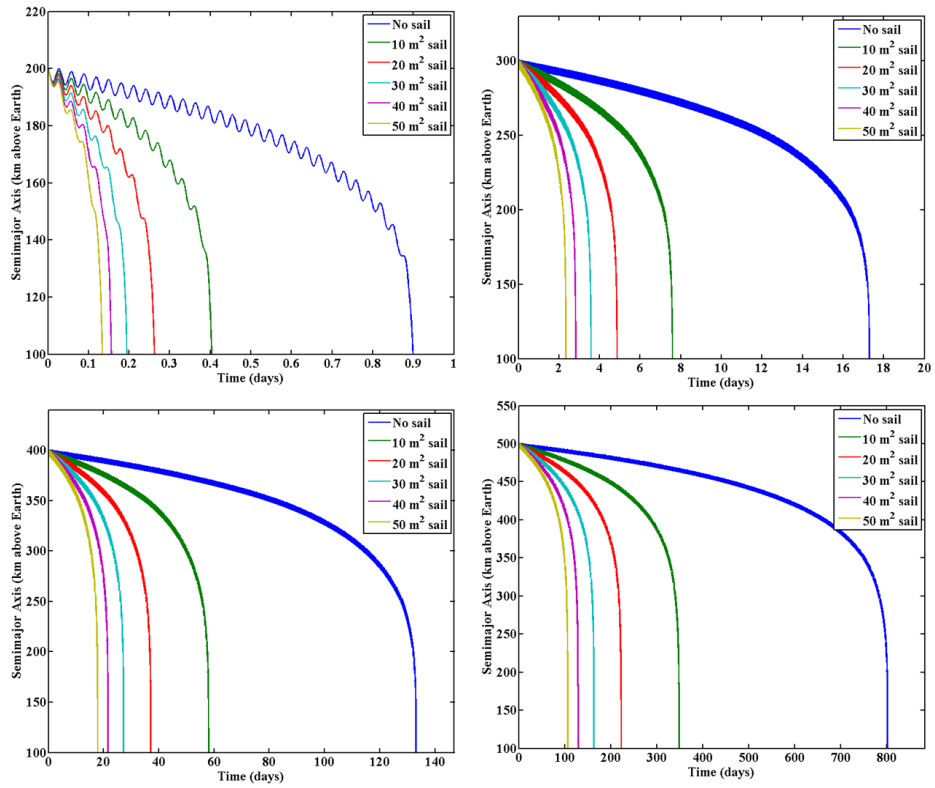 220
200
180
160
140
120
100
Semimajor Axis (km above Earth)
0 0.1 0.2 0.3 0.4 0.5 0.6 0.7 0.8 0.9 1
Time (days)
No sail
10 m² sail
20 m² sail
30 m² sail
40 m² sail
50 m² sail
300
250
200
150
100
Semimajor Axis (km above Earth)
0 2 4 6 8 10 12 14 16 18 20
Time (days)
No sail
10 m² sail
20 m² sail
30 m² sail
40 m² sail
50 m² sail
400
350
300
250
200
150
100
Semimajor Axis (km above Earth)
0 20 40 60 80 100 120 140
Time (days)
No sail
10 m² sail
20 m² sail
30 m² sail
40 m² sail
50 m² sail
550
500
450
400
350
300
250
200
150
100
Semimajor Axis (km above Earth)
0 100 200 300 400 500 600 700 800
Time (days)
No sail
10 m² sail
20 m² sail
30 m² sail
40 m² sail
50 m² sail